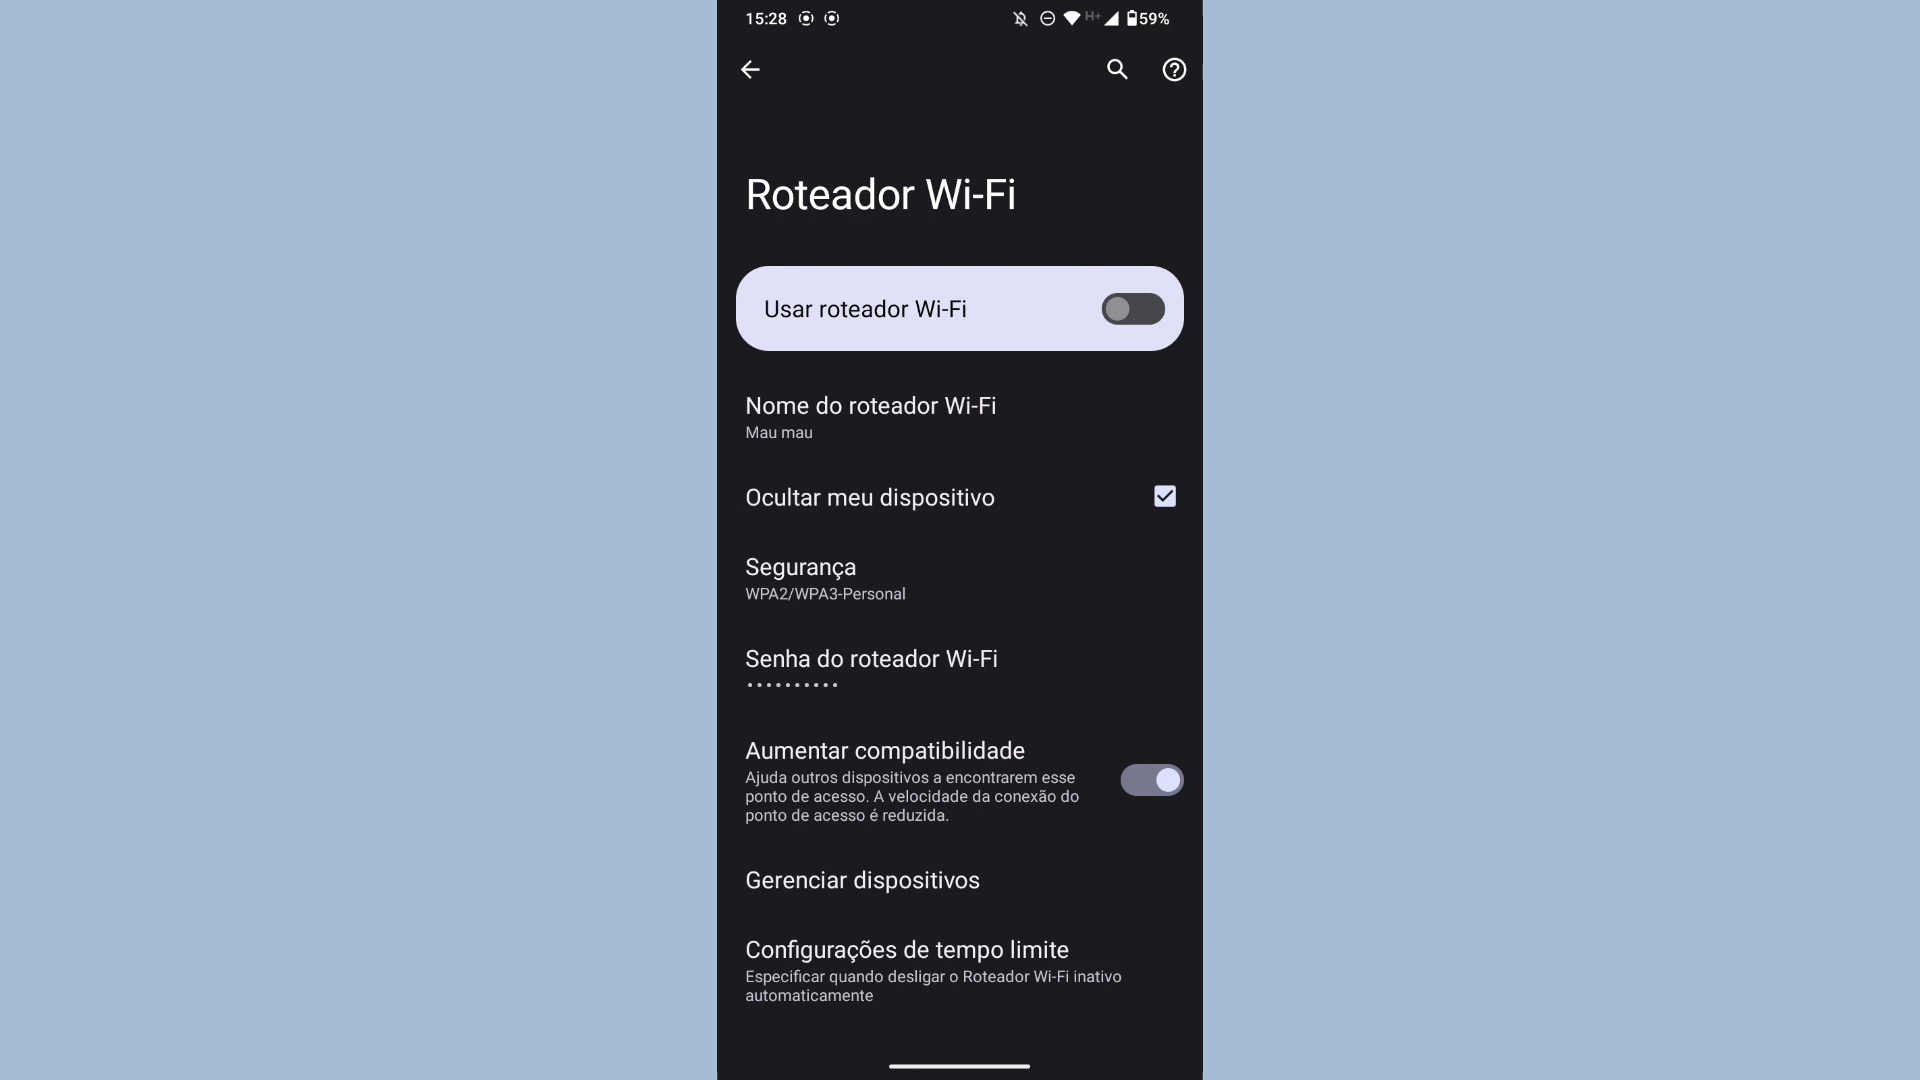 15:28
H+
59%
Roteador Wi-Fi
Usar roteador Wi-Fi
Nome do roteador Wi-Fi
Mau mau
Ocultar meu dispositivo
Segurança
WPA2/WPA3-Personal
Senha do roteador Wi-Fi
Aumentar compatibilidade
Ajuda outros dispositivos a encontrarem esse
ponto de acesso. A velocidade da conexão do
ponto de acesso é reduzida.
Gerenciar dispositivos
Configurações de tempo limite
Especificar quando desligar o Roteador Wi-Fi inativo
automaticamente